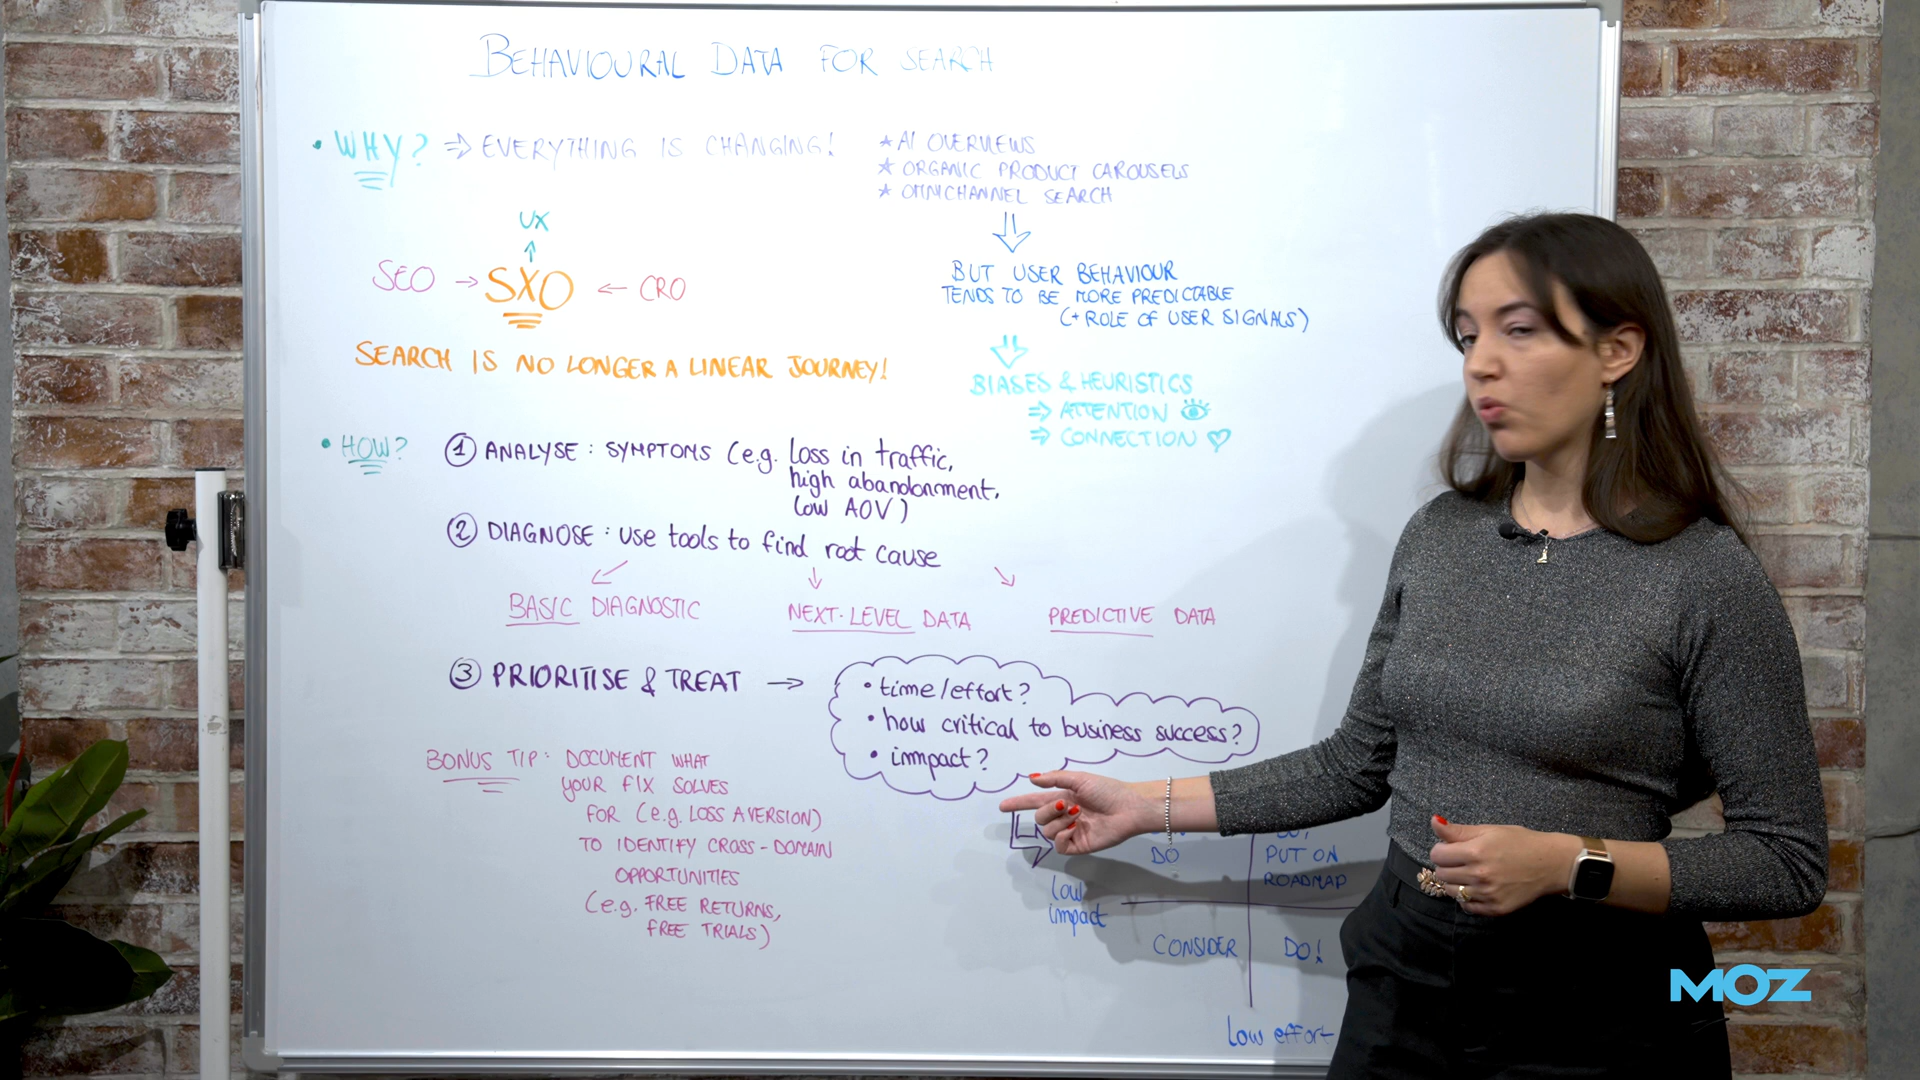 BEHAVIOURAL DATA FOR SEARCH
• WHY? ⇒ EVERYTHING IS CHANGING!
★ AI OVERVIEWS
★ ORGANIC PRODUCT CAROUSELS
★ OMNICHANNEL SEARCH
UX
SEO → SXO ← CRO
SEARCH IS NO LONGER A LINEAR JOURNEY!
BUT USER BEHAVIOUR
TENDS TO BE MORE PREDICTABLE
(+ ROLE OF USER SIGNALS)
BIASES & HEURISTICS
⇒ ATTENTION
⇒ CONNECTION
• HOW?
① ANALYSE : SYMPTOMS (e.g. loss in traffic,
high abandonment,
low AOV)
② DIAGNOSE : use tools to find root cause
BASIC DIAGNOSTIC
NEXT-LEVEL DATA
PREDICTIVE DATA
③ PRIORITISE & TREAT →
• time/effort?
• how critical to business success?
• immpact?
BONUS TIP: DOCUMENT WHAT
YOUR FIX SOLVES
FOR (e.g. LOSS AVERSION)
TO IDENTIFY CROSS-DOMAIN
OPPORTUNITIES
(e.g. FREE RETURNS,
FREE TRIALS)
DO
PUT ON
ROADMAP
low
impact
CONSIDER
DO!
low effort
MOZ